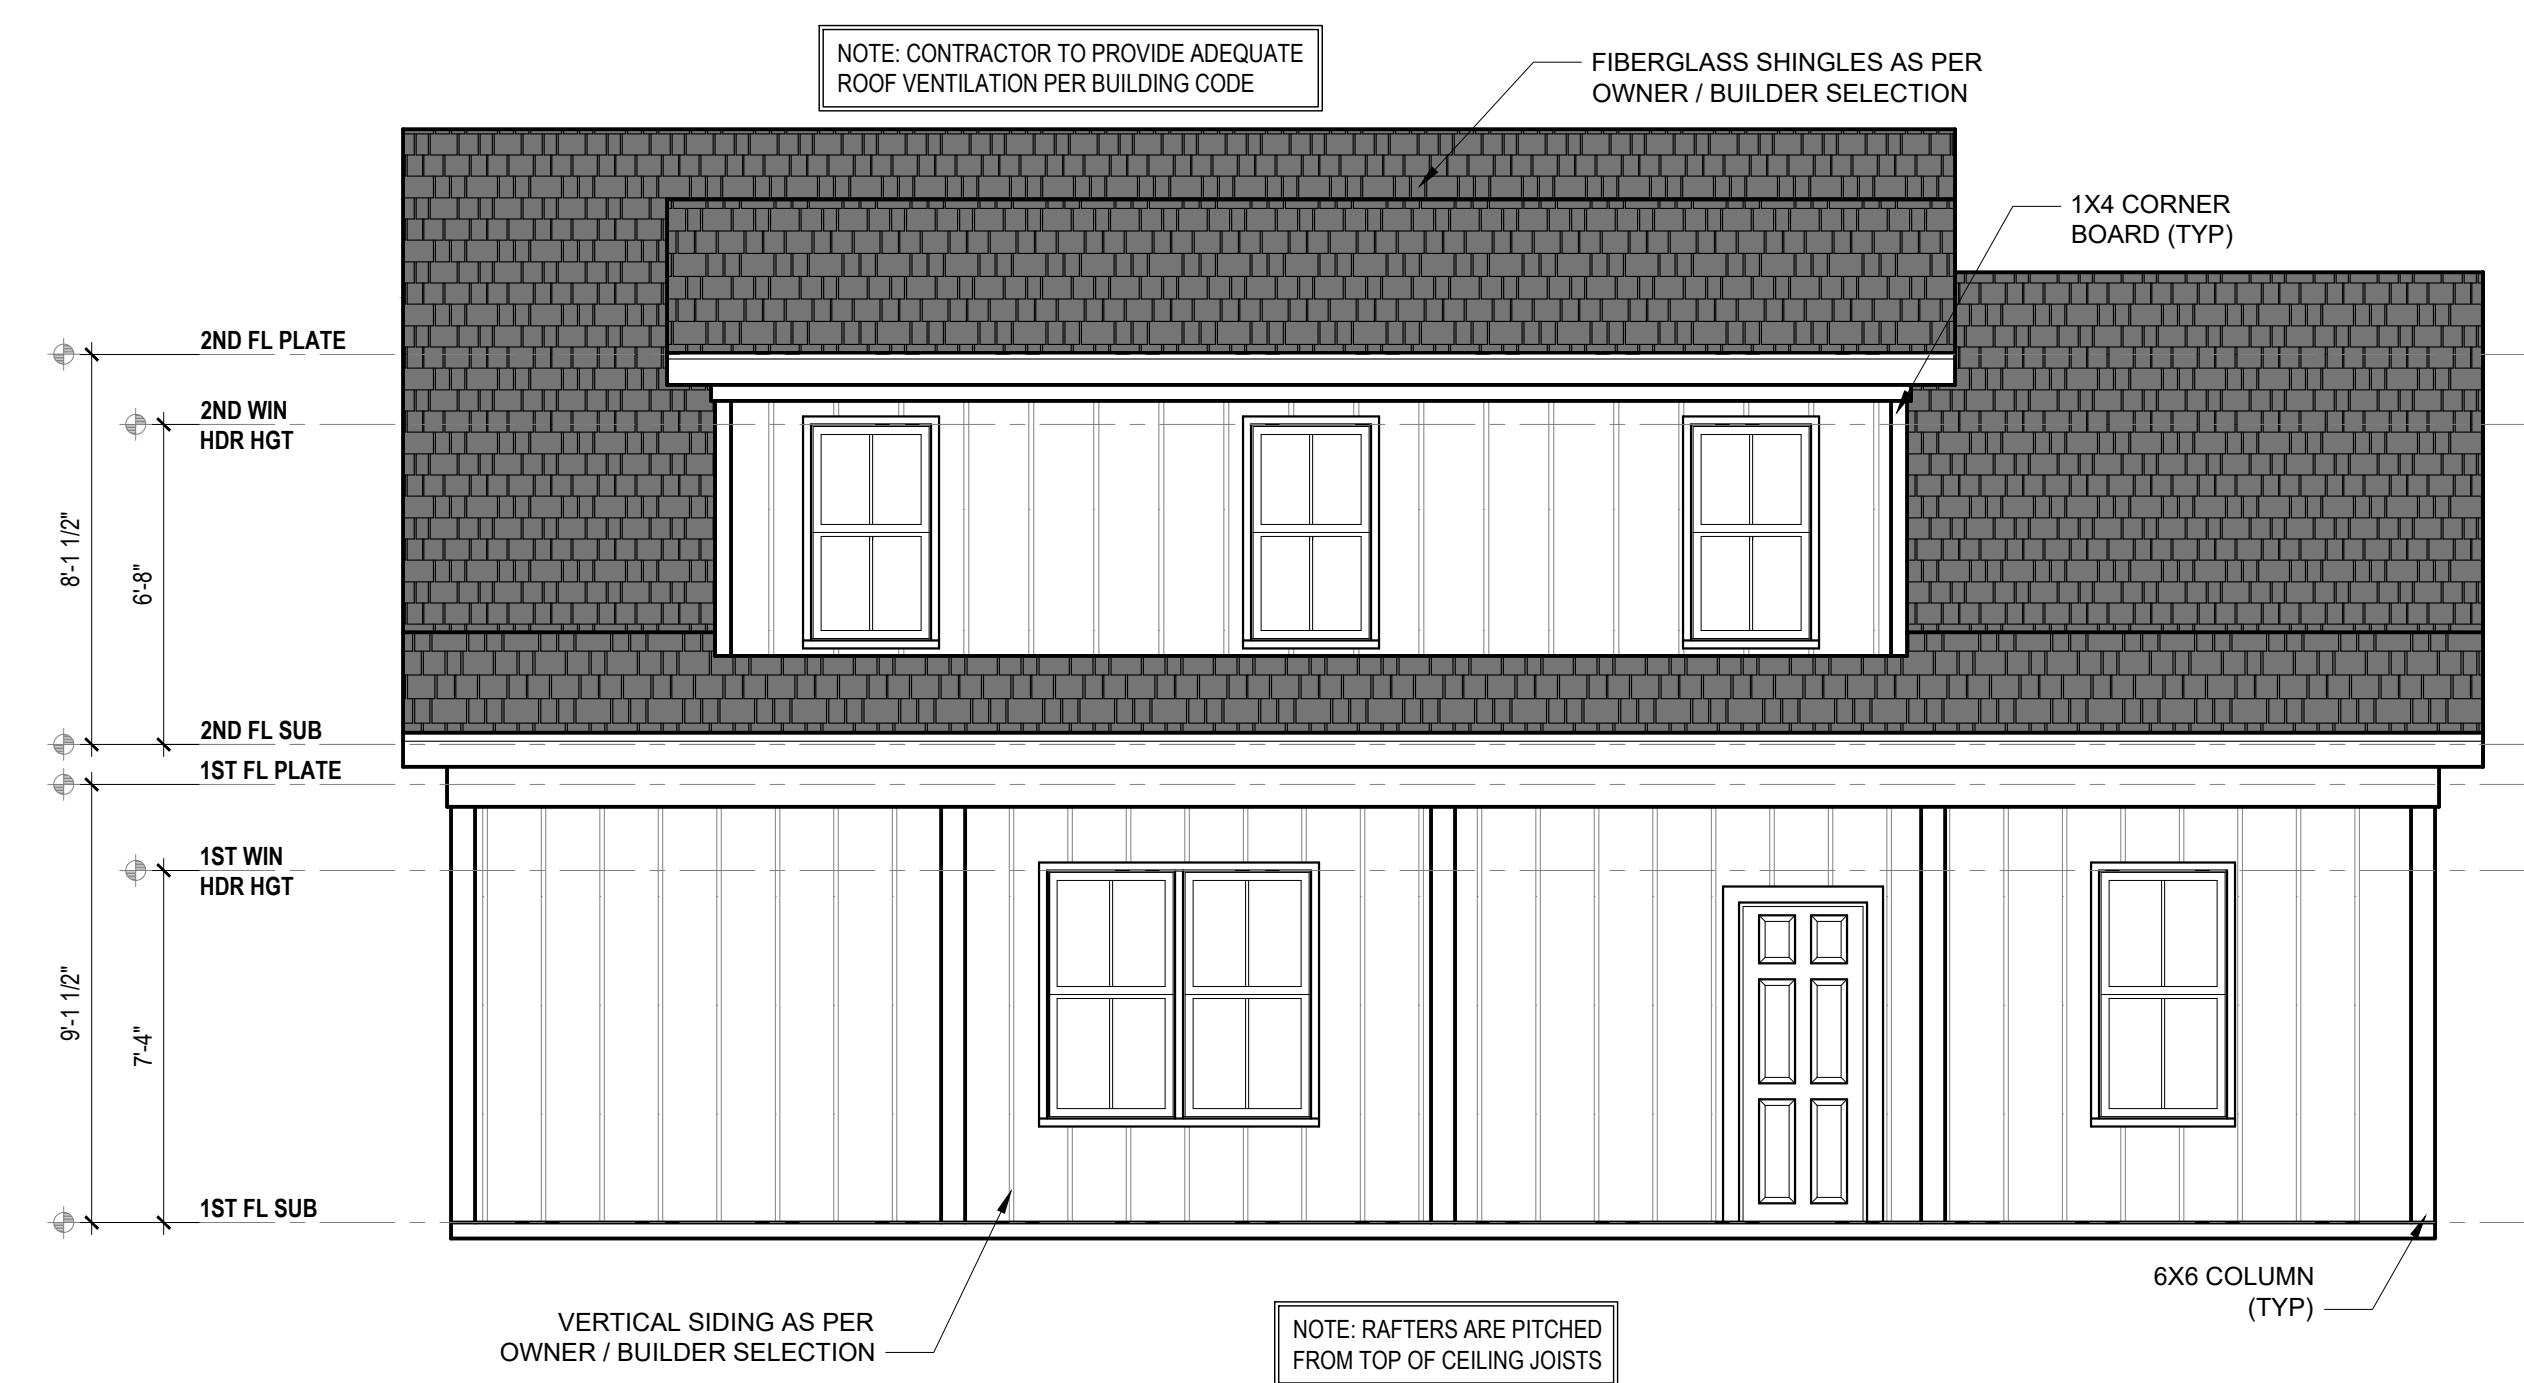 NOTE: CONTRACTOR TO PROVIDE ADEQUATE
ROOF VENTILATION PER BUILDING CODE
FIBERGLASS SHINGLES AS PER
OWNER / BUILDER SELECTION
1X4 CORNER
BOARD (TYP)
2ND FL PLATE
2ND WIN
HDR HGT
8'-1 1/2"
6'-8"
2ND FL SUB
1ST FL PLATE
1ST WIN
HDR HGT
9'-1 1/2"
7'-4"
1ST FL SUB
6X6 COLUMN
(TYP)
VERTICAL SIDING AS PER
OWNER / BUILDER SELECTION
NOTE: RAFTERS ARE PITCHED
FROM TOP OF CEILING JOISTS